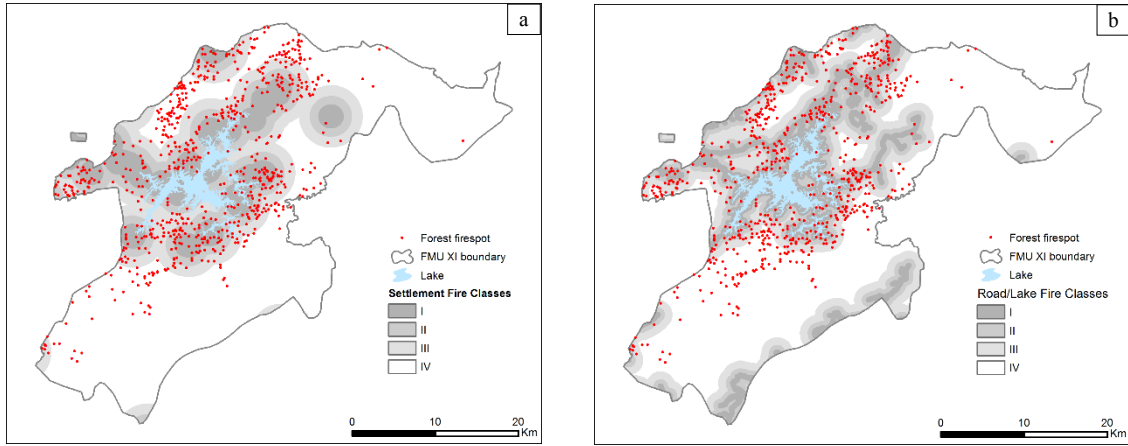 a
Forest firespot
FMU XI boundary
Lake
Settlement Fire Classes
I
II
III
IV
0 10 20
Km
b
Forest firespot
FMU XI boundary
Lake
Road/Lake Fire Classes
I
II
III
IV
0 10 20
Km